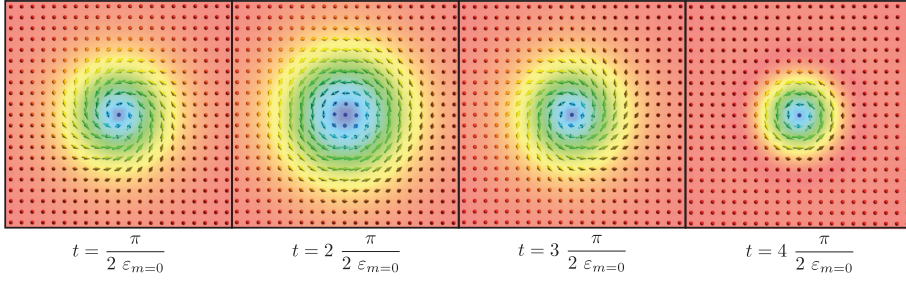 t = π / (2 ε_{m=0})
t = 2 π / (2 ε_{m=0})
t = 3 π / (2 ε_{m=0})
t = 4 π / (2 ε_{m=0})